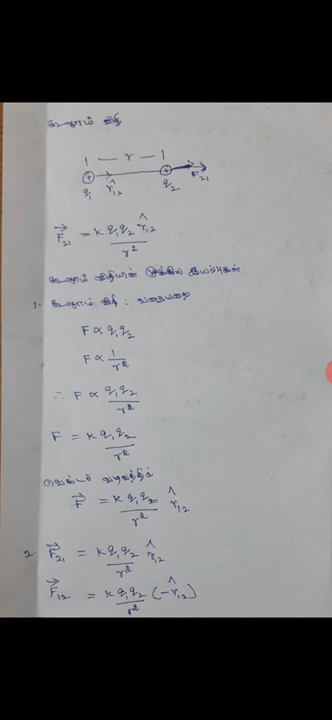 கூலூம் விதி
|— r —|
+ +
q₁ r̂₁₂ q₂ F₂₁
F⃗₂₁ = K q₁q₂ r̂₁₂ / r²
கூலூம் விதியின் முக்கிய இயல்புகள்
1. கூலூம் விதி : வரையறை
F ∝ q₁q₂
F ∝ 1/r²
∴ F ∝ q₁q₂ / r²
F = K q₁q₂ / r²
வெக்டர் வடிவத்தில்
F⃗ = K q₁q₂ / r² r̂₁₂
2. F⃗₂₁ = K q₁q₂ / r² r̂₁₂
F⃗₁₂ = K q₁q₂ / r² (−r̂₁₂)